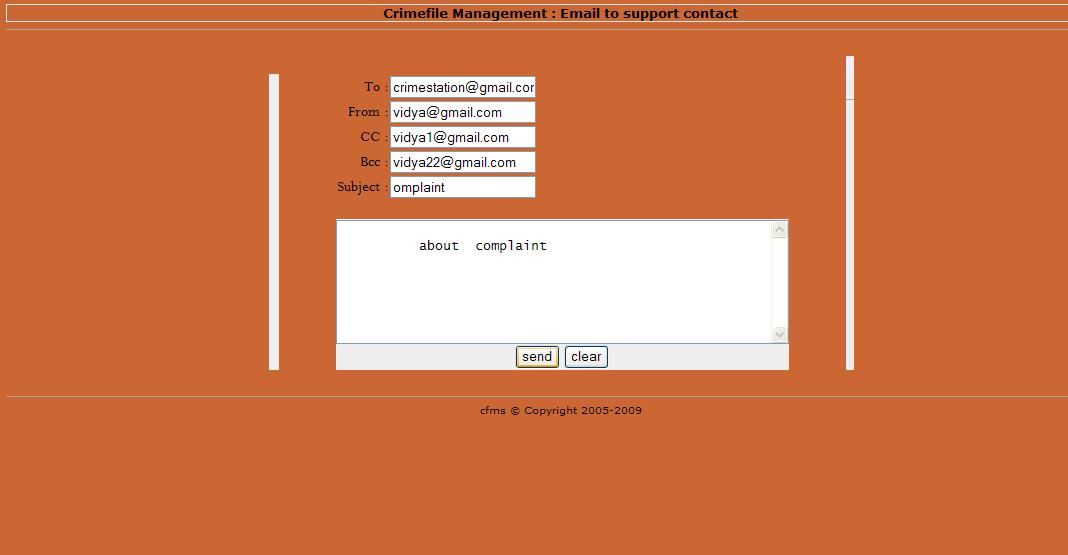 Crimefile Management : Email to support contact
To : crimestation@gmail.cor
From : vidya@gmail.com
CC : vidya1@gmail.com
Bcc : vidya22@gmail.com
Subject : omplaint
about complaint
send clear
cfms © Copyright 2005-2009